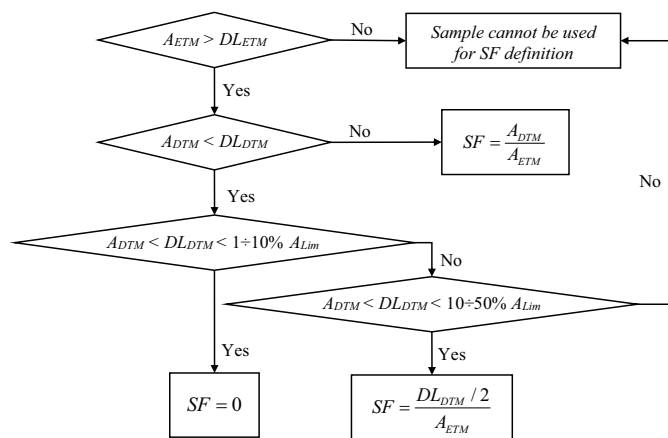 A_ETM > DL_ETM
No
Sample cannot be used
for SF definition
Yes
A_DTM < DL_DTM
No
SF = A_DTM / A_ETM
No
Yes
A_DTM < DL_DTM < 1÷10% A_Lim
No
A_DTM < DL_DTM < 10÷50% A_Lim
Yes
Yes
SF = 0
SF = (DL_DTM / 2) / A_ETM